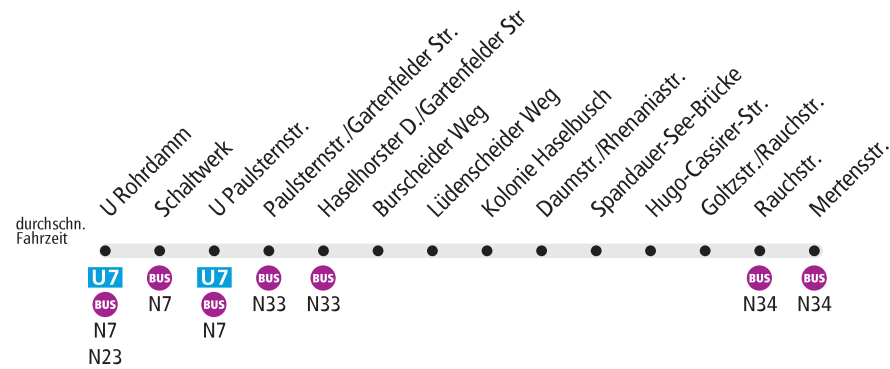 U Rohrdamm
Schaltwerk
U Paulsternstr.
Paulsternstr./Gartenfelder Str.
Haselhorster D./Gartenfelder Str
Burscheider Weg
Lüdenscheider Weg
Kolonie Haselbusch
Daumstr./Rhenaniastr.
Spandauer-See-Brücke
Hugo-Cassirer-Str.
Goltzstr./Rauchstr.
Rauchstr.
Mertensstr.
durchschn.
Fahrzeit
U7 BUS U7 BUS BUS BUS BUS
BUS N7 BUS N33 N33 N34 N34
N7 N7
N23